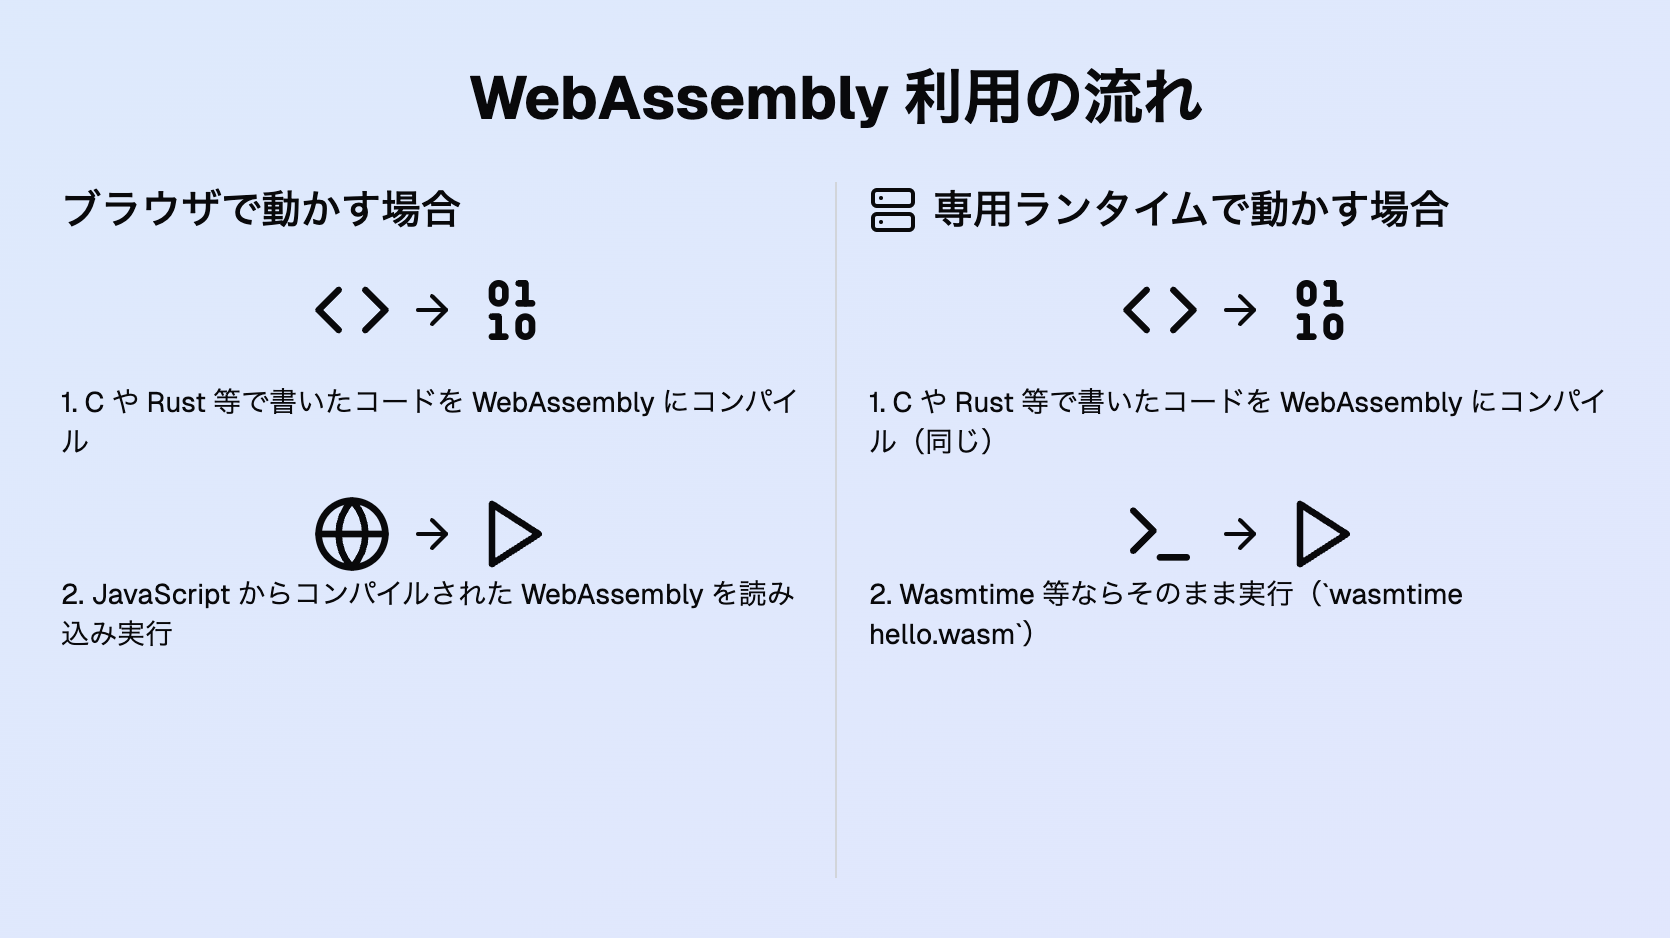 WebAssembly 利用の流れ
ブラウザで動かす場合
01
10
1. C や Rust 等で書いたコードを WebAssembly にコンパイ
ル
2. JavaScript からコンパイルされた WebAssembly を読み
込み実行
専用ランタイムで動かす場合
01
10
1. C や Rust 等で書いたコードを WebAssembly にコンパイ
ル（同じ）
2. Wasmtime 等ならそのまま実行（`wasmtime
hello.wasm`）